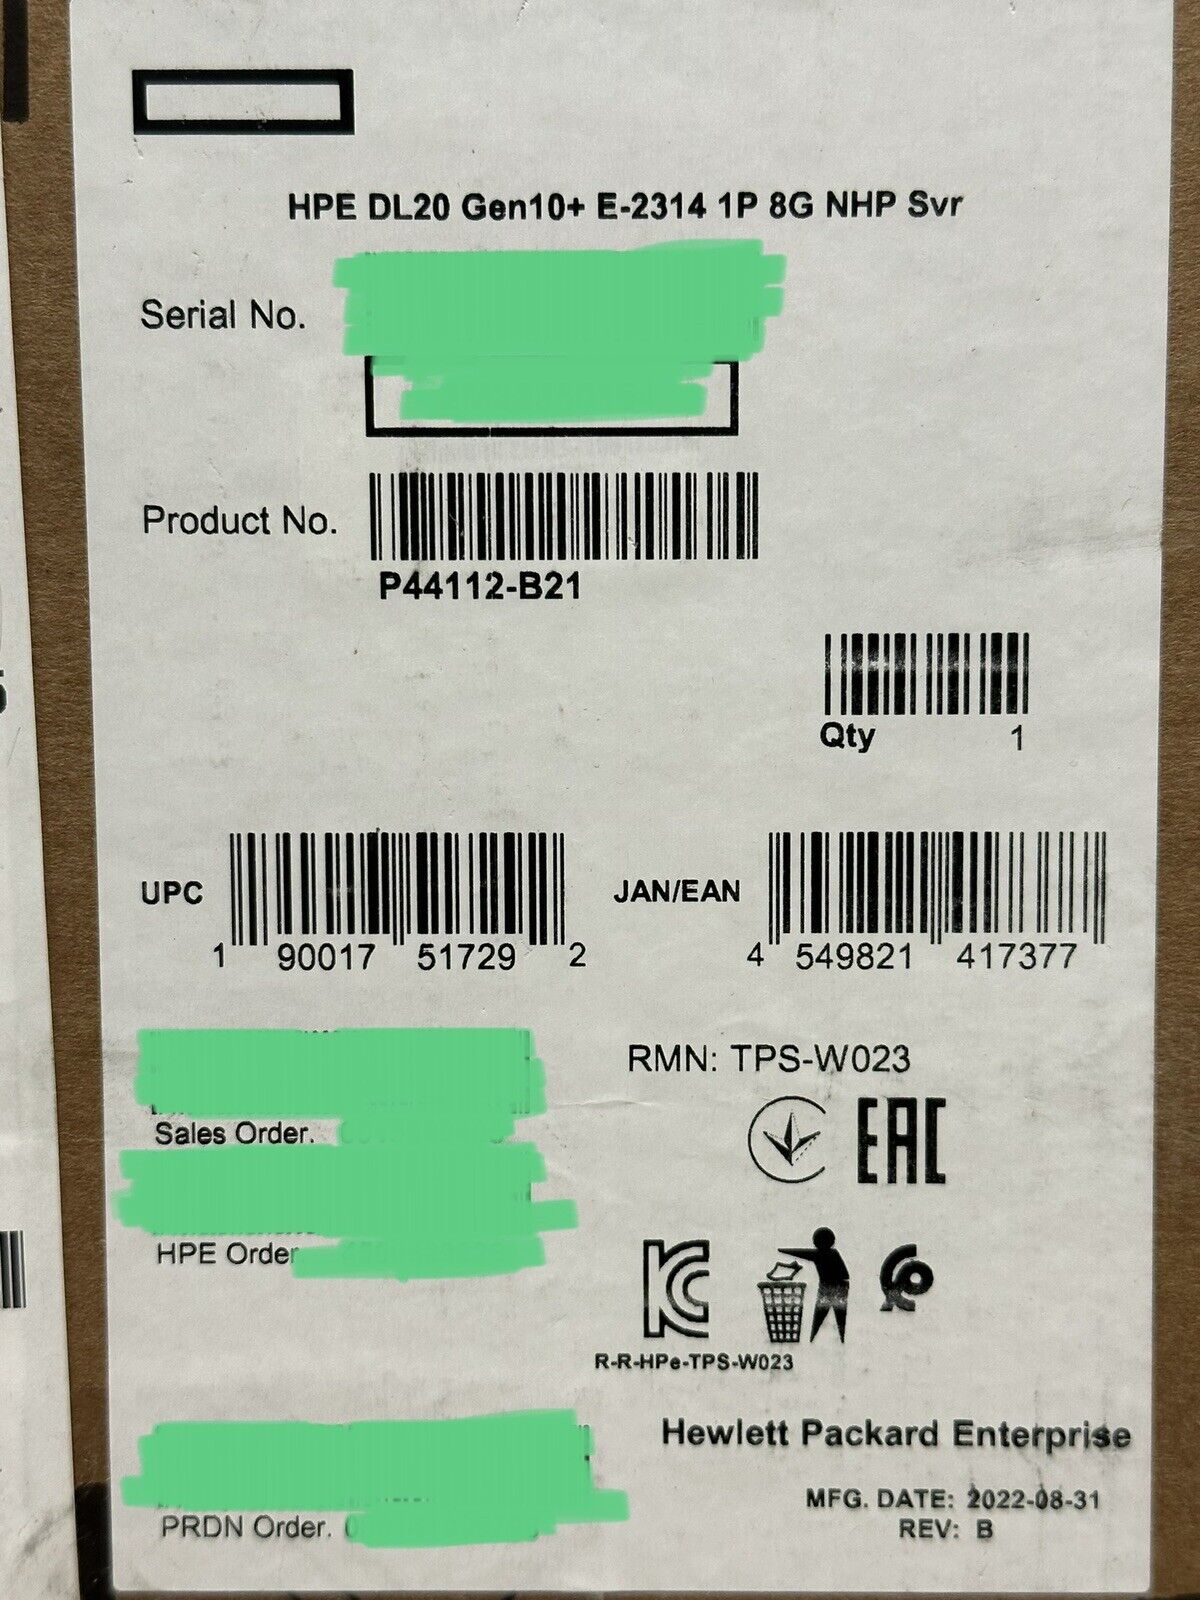 HPE DL20 Gen10+ E-2314 1P 8G NHP Svr
Serial No.
Product No.
P44112-B21
Qty 1
UPC
1 90017 51729 2
JAN/EAN
4 549821 417377
RMN: TPS-W023
EAC
Sales Order.
HPE Order
KC
R-R-HPe-TPS-W023
Hewlett Packard Enterprise
MFG. DATE: 2022-08-31
REV: B
PRDN Order.